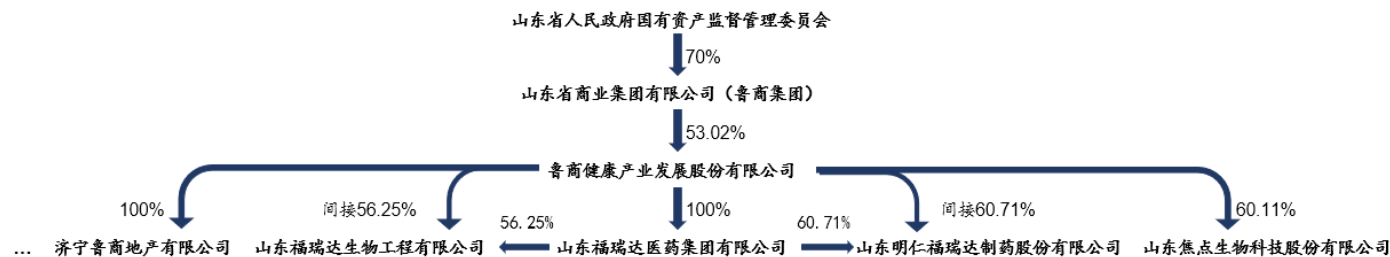 山东省人民政府国有资产监督管理委员会
70%
山东省商业集团有限公司（鲁商集团）
53.02%
鲁商健康产业发展股份有限公司
100%
间接56.25%
56.25%
100%
60.71%
间接60.71%
60.11%
... 济宁鲁商地产有限公司 山东福瑞达生物工程有限公司 山东福瑞达医药集团有限公司 山东明仁福瑞达制药股份有限公司 山东焦点生物科技股份有限公司